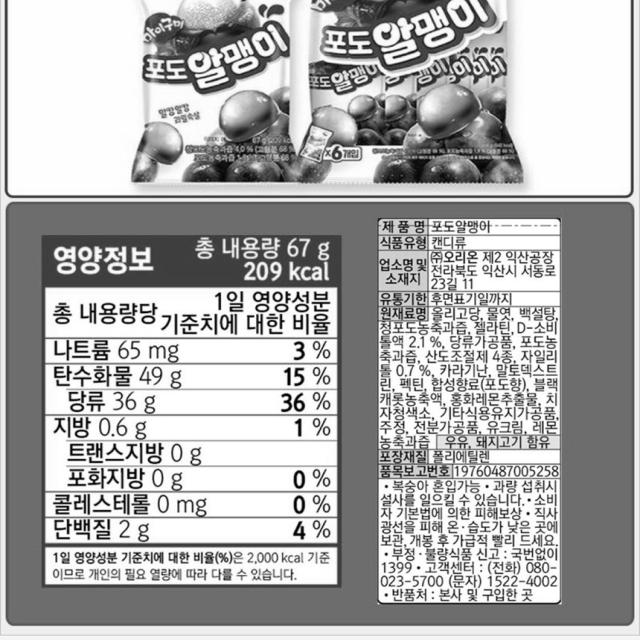 마이구미
포도알맹이
포도알맹이
알맹이
X6개입
영양정보
총 내용량 67 g
209 kcal
총 내용량당
1일 영양성분
기준치에 대한 비율
나트륨 65 mg 3 %
탄수화물 49 g 15 %
당류 36 g 36 %
지방 0.6 g 1 %
트랜스지방 0 g
포화지방 0 g 0 %
콜레스테롤 0 mg 0 %
단백질 2 g 4 %
1일 영양성분 기준치에 대한 비율(%)은 2,000 kcal 기준
이므로 개인의 필요 열량에 따라 다를 수 있습니다.
제 품 명 포도알맹이
식품유형 캔디류
업소명 및 소재지 ㈜오리온 제2 익산공장
전라북도 익산시 서동로
23길 11
유통기한 후면표기일까지
원재료명 올리고당, 물엿, 백설탕,
청포도농축과즙, 젤라틴, D-소비
톨액 2.1 %, 당류가공품, 포도농
축과즙, 산도조절제 4종, 자일리
톨 0.7 %, 카라기난, 말토덱스트
린, 펙틴, 합성향료(포도향), 블랙
캐롯농축액, 홍화레몬추출물, 치
자청색소, 기타식용유지가공품,
주정, 전분가공품, 유크림, 레몬
농축과즙 우유, 돼지고기 함유
포장재질 폴리에틸렌
품목보고번호 19760487005258
• 복숭아 혼입가능 • 과량 섭취시
설사를 일으킬 수 있습니다. • 소비
자 기본법에 의한 피해보상 • 직사
광선을 피해 온·습도가 낮은 곳에
보관, 개봉 후 가급적 빨리 드세요.
• 부정·불량식품 신고 : 국번없이
1399 • 고객센터 : (전화) 080-
023-5700 (문자) 1522-4002
• 반품처 : 본사 및 구입한 곳